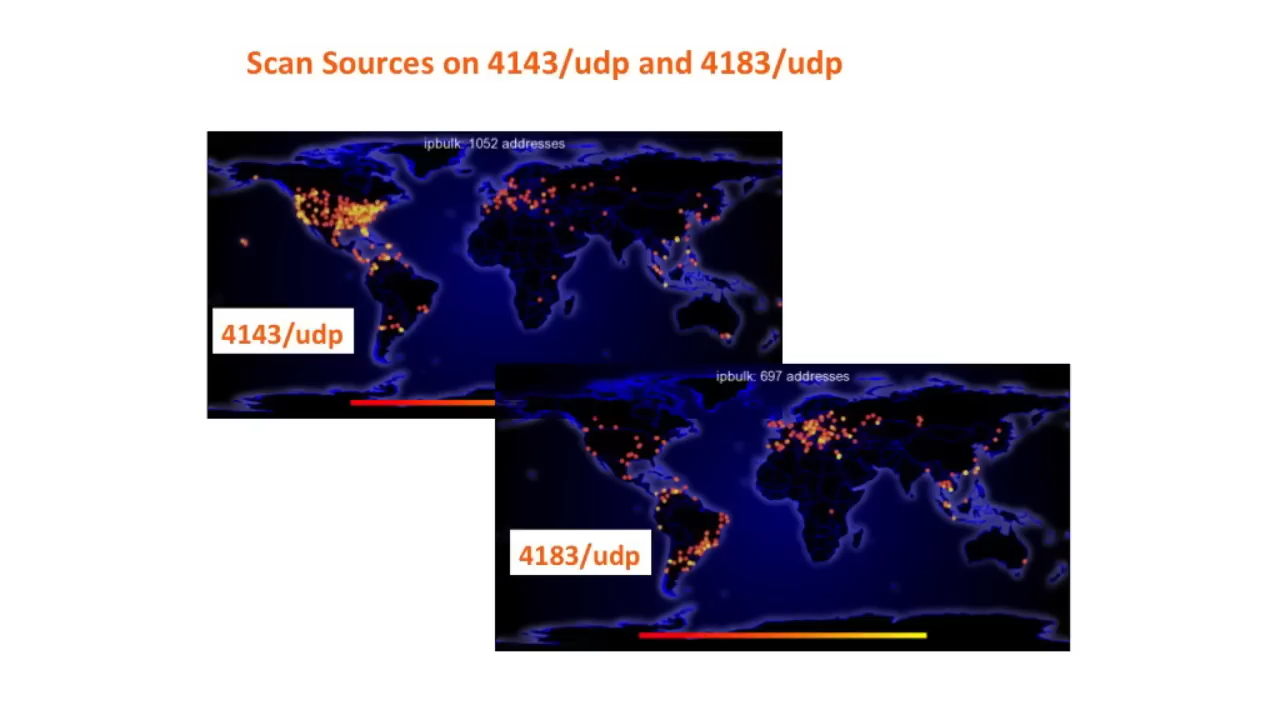 Scan Sources on 4143/udp and 4183/udp
ipbulk: 1052 addresses
4143/udp
ipbulk: 697 addresses
4183/udp